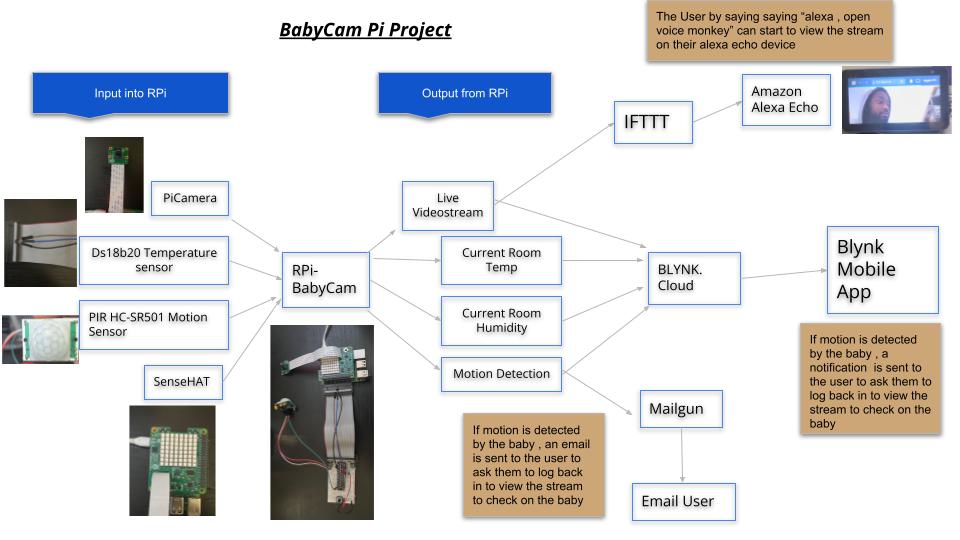 BabyCam Pi Project
The User by saying saying “alexa , open
voice monkey” can start to view the stream
on their alexa echo device
Input into RPi
Output from RPi
IFTTT
Amazon
Alexa Echo
PiCamera
Live
Videostream
Ds18b20 Temperature
sensor
Current Room
Temp
RPi-
BabyCam
BLYNK.
Cloud
Blynk
Mobile
App
PIR HC-SR501 Motion
Sensor
Current Room
Humidity
SenseHAT
Motion Detection
If motion is detected
by the baby , a
notification is sent to
the user to ask them to
log back in to view the
stream to check on the
baby
Mailgun
If motion is detected
by the baby , an email
is sent to the user to
ask them to log back
in to view the stream
to check on the baby
Email User